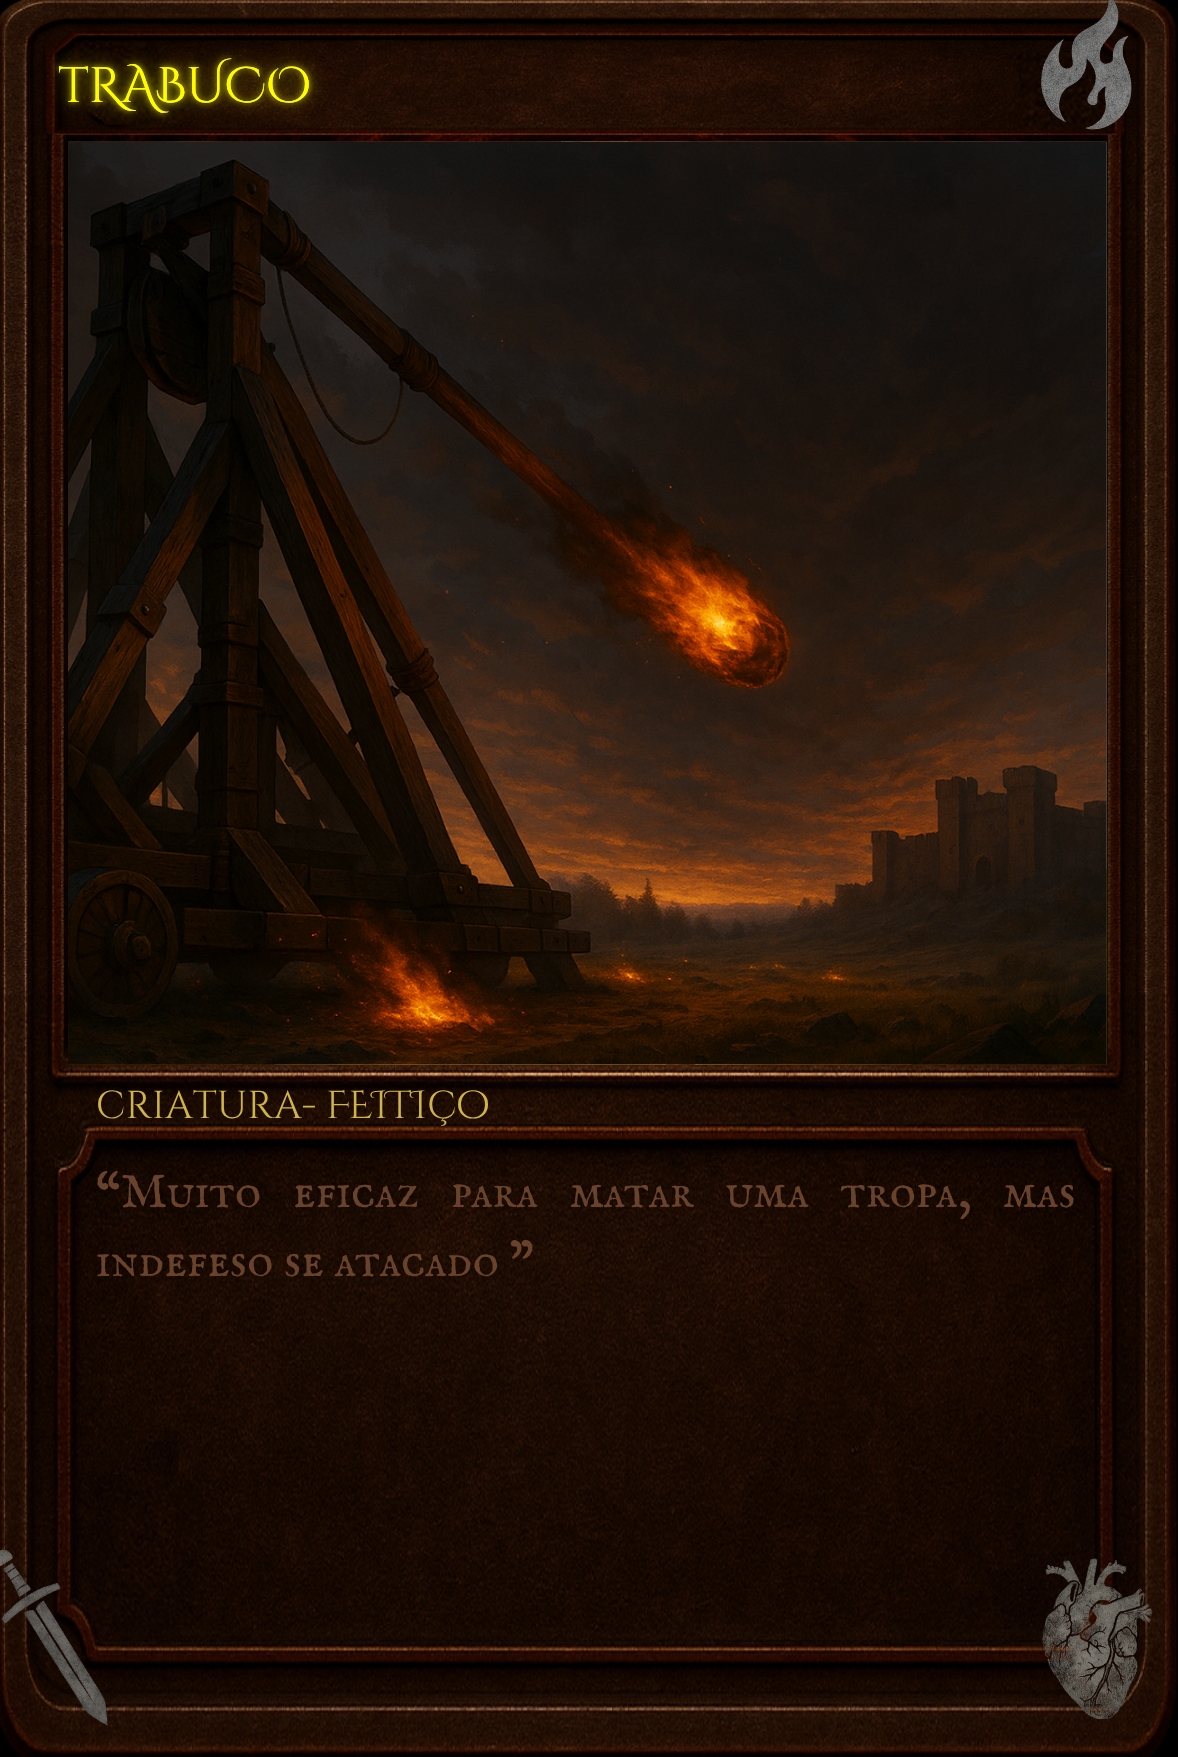 TRABUCO
CRIATURA- FEITIÇO
“Muito eficaz para matar uma tropa, mas
indefeso se atacado ”